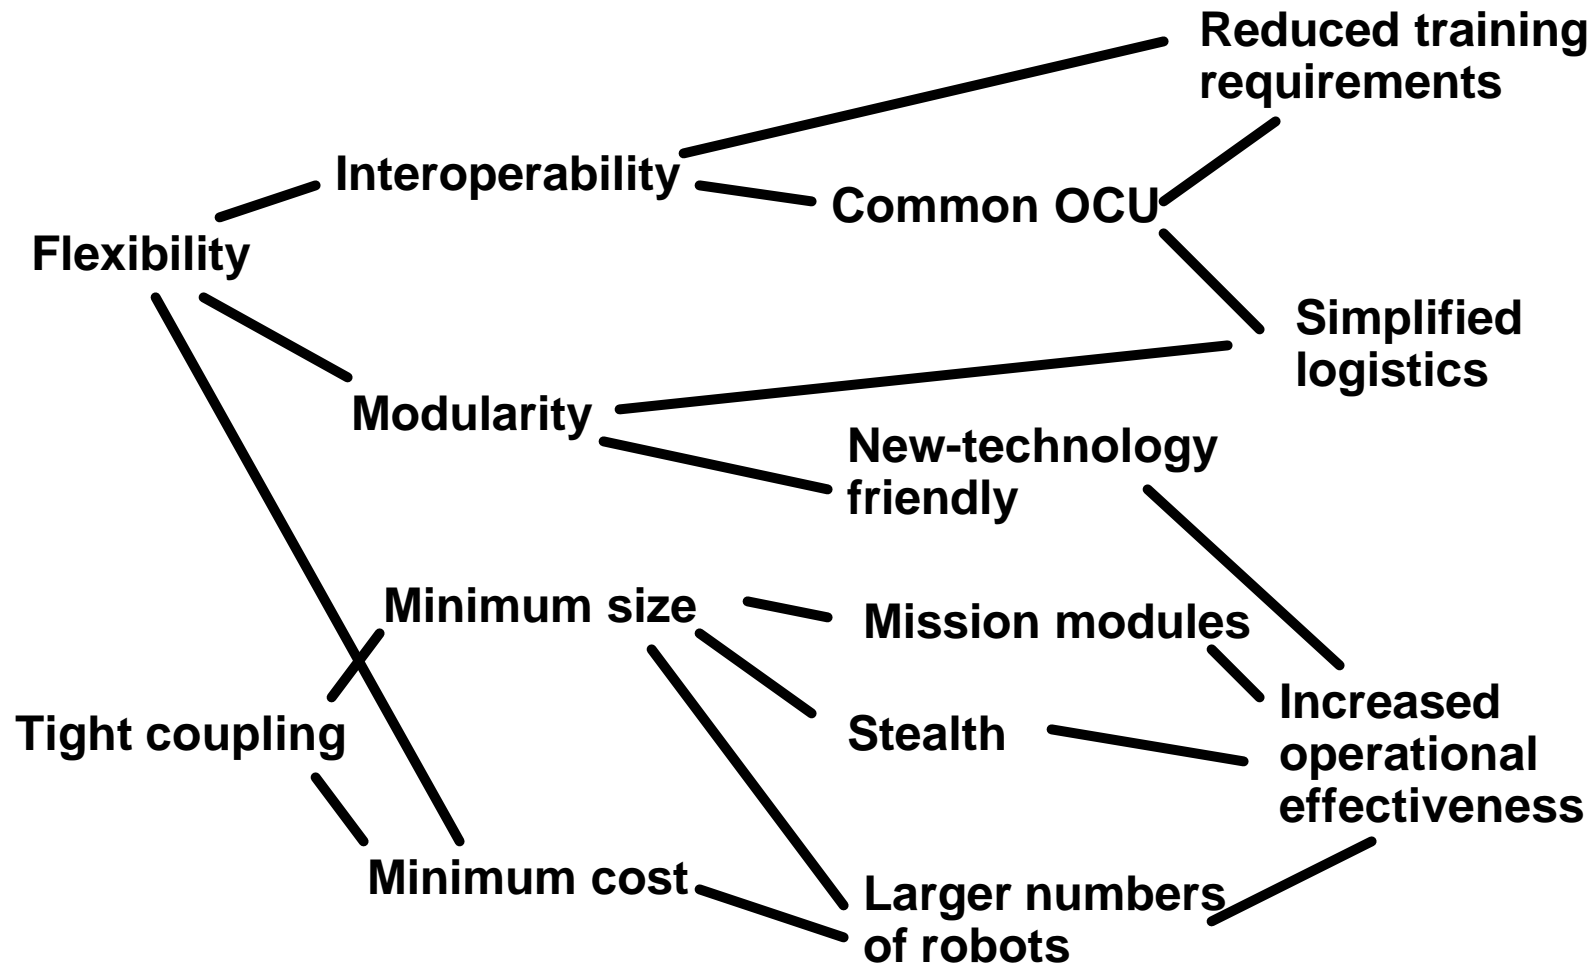 Reduced training
requirements
Interoperability
Common OCU
Flexibility
Simplified
logistics
Modularity
New-technology
friendly
Minimum size
Mission modules
Increased
operational
effectiveness
Tight coupling
Stealth
Minimum cost
Larger numbers
of robots